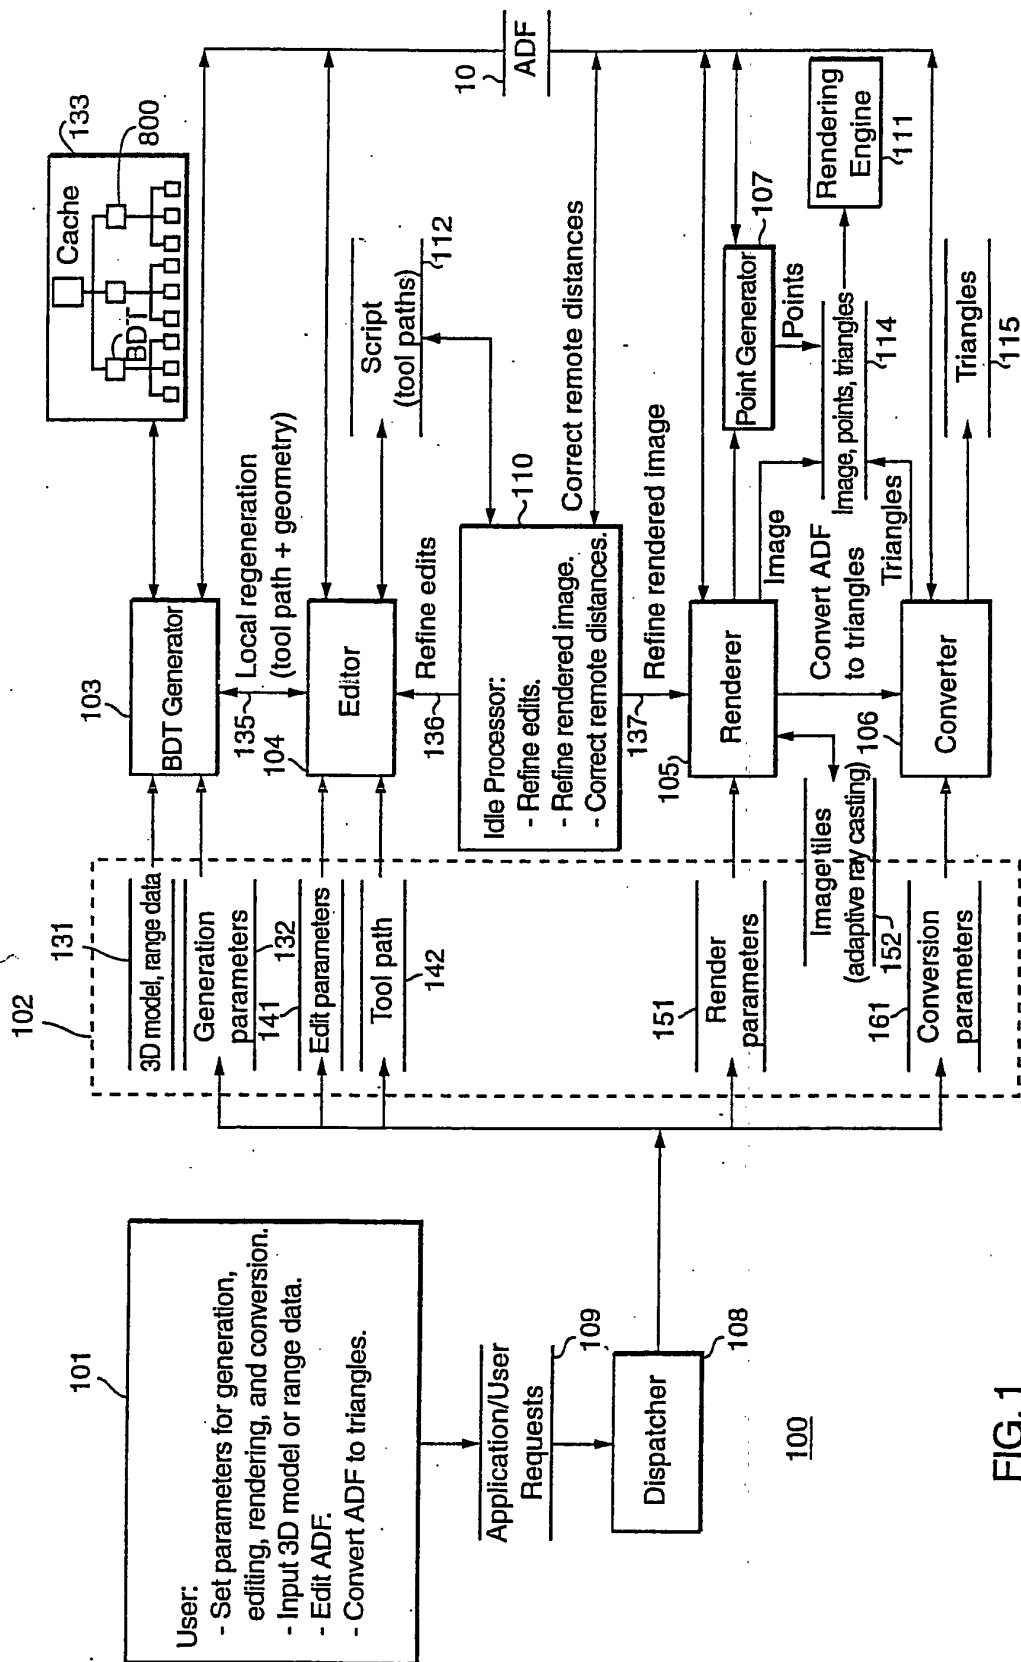 101
User:
- Set parameters for generation,
editing, rendering, and conversion.
- Input 3D model or range data.
- Edit ADF.
- Convert ADF to triangles.
Application/User
Requests
109
Dispatcher
108
100
102
131
3D model, range data
Generation
parameters
132
141
Edit parameters
Tool path
142
151
Render
parameters
Image tiles
(adaptive ray casting)
152
161
Conversion
parameters
103
BDT Generator
135
Local regeneration
(tool path + geometry)
104
Editor
136
Refine edits
110
Idle Processor:
- Refine edits.
- Refine rendered image.
- Correct remote distances.
137
Refine rendered image
105
Renderer
Convert ADF
to triangles
106
Converter
133
Cache
800
BDT
Script
(tool paths)
112
Correct remote distances
10
ADF
107
Point Generator
Points
Image
Image, points, triangles
114
Triangles
Rendering
Engine
111
Triangles
115
FIG. 1